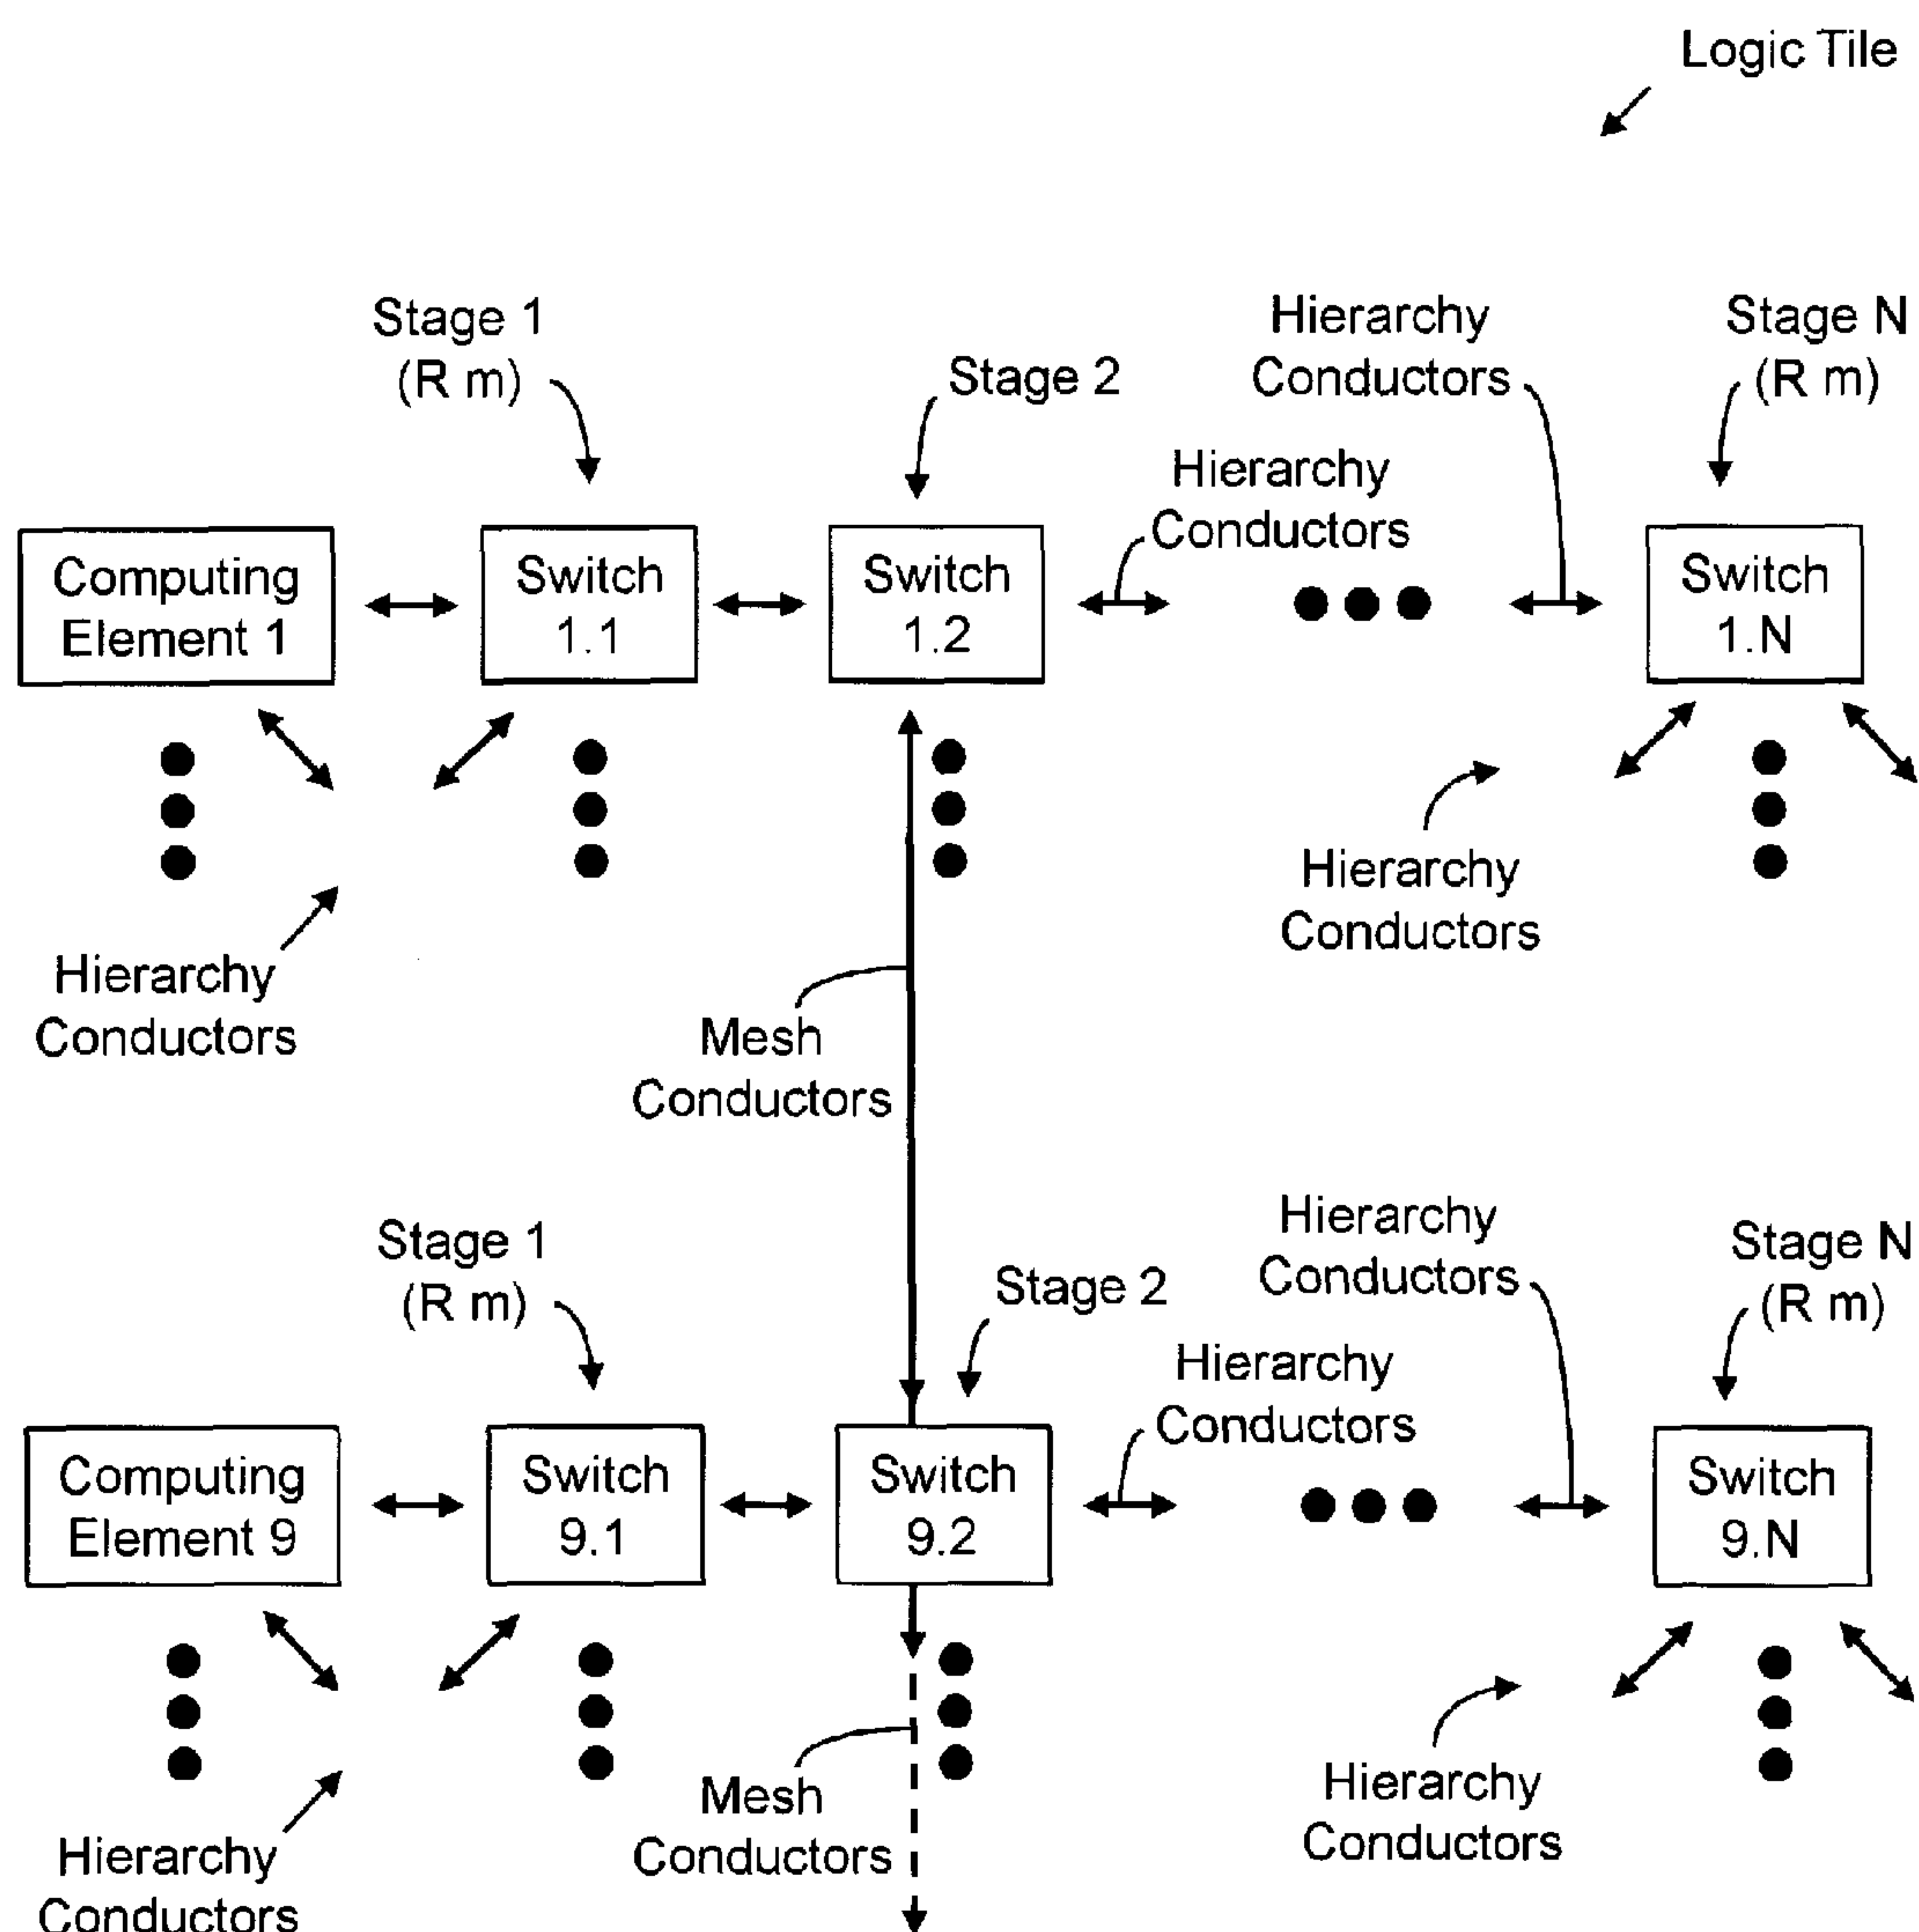 Logic Tile
Stage 1
(R m)
Stage 2
Hierarchy
Conductors
Stage N
(R m)
Hierarchy
Conductors
Computing
Element 1
Switch
1.1
Switch
1.2
Switch
1.N
Hierarchy
Conductors
Hierarchy
Conductors
Mesh
Conductors
Stage 1
(R m)
Stage 2
Hierarchy
Conductors
Stage N
(R m)
Hierarchy
Conductors
Computing
Element 9
Switch
9.1
Switch
9.2
Switch
9.N
Hierarchy
Conductors
Mesh
Conductors
Hierarchy
Conductors